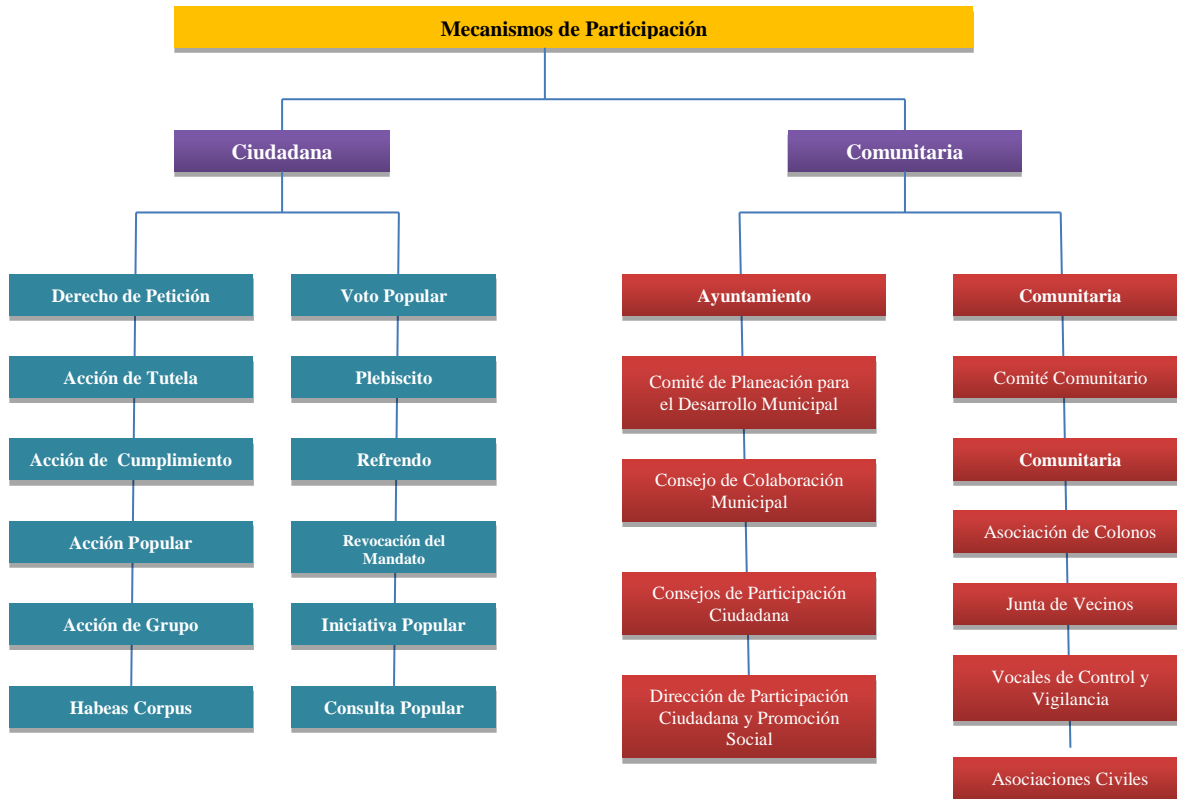 Mecanismos de Participación
Ciudadana
Comunitaria
Derecho de Petición
Acción de Tutela
Acción de Cumplimiento
Acción Popular
Acción de Grupo
Habeas Corpus
Voto Popular
Plebiscito
Refrendo
Revocación del
Mandato
Iniciativa Popular
Consulta Popular
Ayuntamiento
Comité de Planeación para
el Desarrollo Municipal
Consejo de Colaboración
Municipal
Consejos de Participación
Ciudadana
Dirección de Participación
Ciudadana y Promoción
Social
Comunitaria
Comité Comunitario
Comunitaria
Asociación de Colonos
Junta de Vecinos
Vocales de Control y
Vigilancia
Asociaciones Civiles